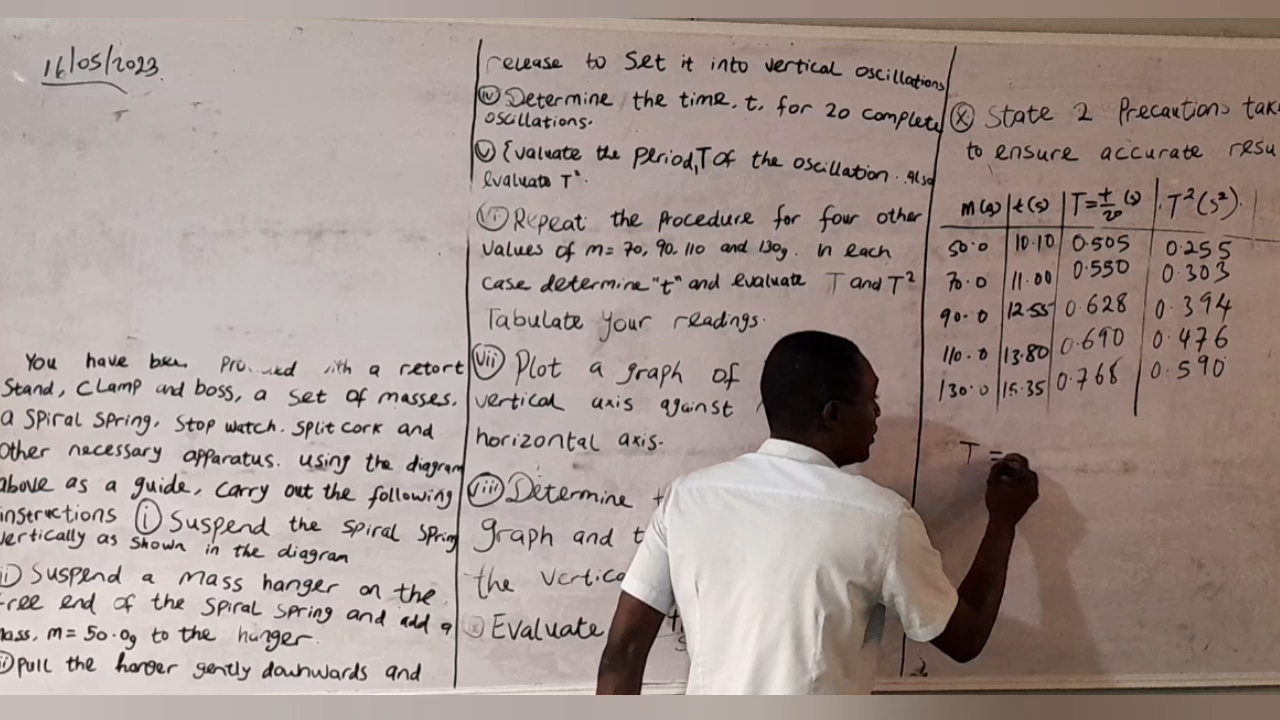 16/05/2023
You have been with a retort
Stand, Clamp and boss, a set of masses,
a spiral spring, stop watch, split cork and
Other necessary apparatus. using the diagram
above as a guide, carry out the following
instructions (i) Suspend the spiral spring
vertically as shown in the diagram
Suspend a mass hanger on the
free end of the spiral spring and add a
mass, m = 50.0g to the hanger.
Pull the hanger gently downwards and
release to set it into vertical oscillations
(iv) Determine the time, t, for 20 complete
oscillations.
(v) Evaluate the period, T of the oscillation. also
evaluate T².
(vi) Repeat the procedure for four other
values of m = 70, 90, 110 and 130g. in each
case determine "t" and evaluate T and T²
Tabulate your readings.
(vii) Plot a graph of
vertical axis against
horizontal axis.
(viii) Determine
graph and
the
Evaluate
(x) State 2 Precautions
to ensure accurate
m(g) t(s) T=t/20 (s) T²(s²)
50.0 10.10 0.505 0.255
70.0 11.00 0.550 0.303
90.0 12.55 0.628 0.394
110.0 13.80 0.690 0.476
130.0 15.35 0.768 0.590
T =